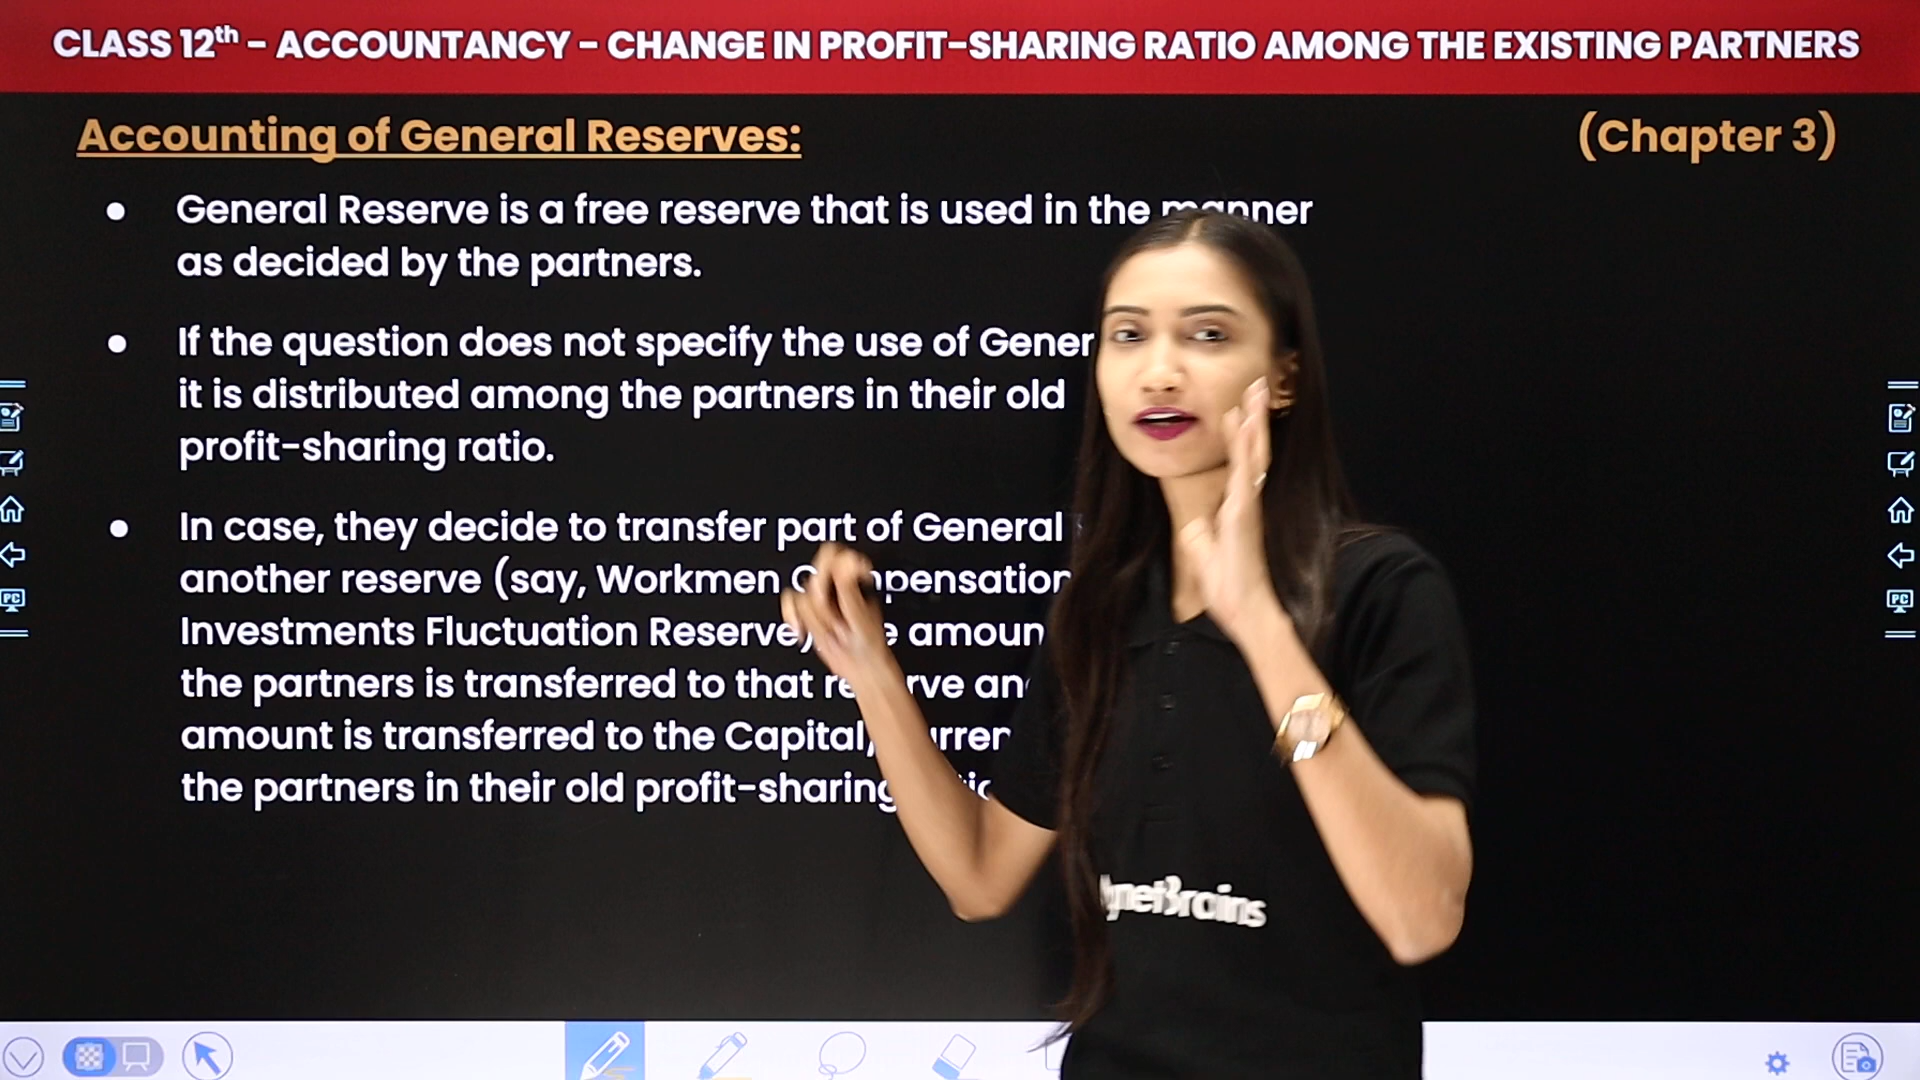 CLASS 12th - ACCOUNTANCY - CHANGE IN PROFIT-SHARING RATIO AMONG THE EXISTING PARTNERS
Accounting of General Reserves:
(Chapter 3)
• General Reserve is a free reserve that is used in the manner
as decided by the partners.
• If the question does not specify the use of
it is distributed among the partners in their old
profit-sharing ratio.
• In case, they decide to transfer part of General
another reserve (say, Workmen
Investments Fluctuation Reserve)
the partners is transferred to that
amount is transferred to the Capital/
the partners in their old profit-sharing
PC
PC